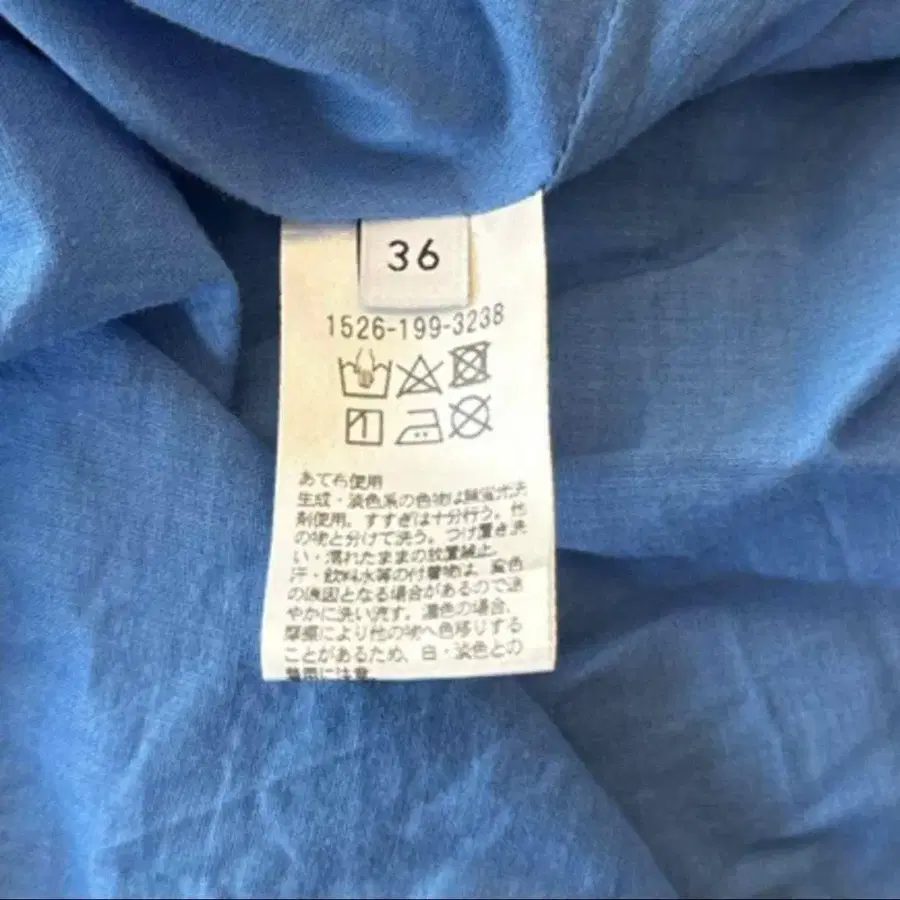 36
1526-199-3238
あて布使用
生成・淡色系の色物は無蛍光洗
剤使用。すすぎは十分行う。他
の物と分けて洗う。つけ置き洗
い・濡れたままの放置禁止。
汗・飲料水等の付着物は、変色
の原因となる場合があるので速
やかに洗い流す。濃色の場合、
摩擦により他の物へ色移りする
ことがあるため、白・淡色との
着用に注意。